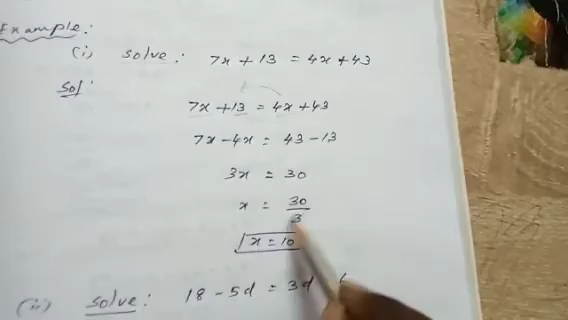 Example:
(i) solve: 7x + 13 = 4x + 43
Sol:
7x + 13 = 4x + 43
7x - 4x = 43 - 13
3x = 30
x = 30/3
x = 10
(ii) solve: 18 - 5d = 3d